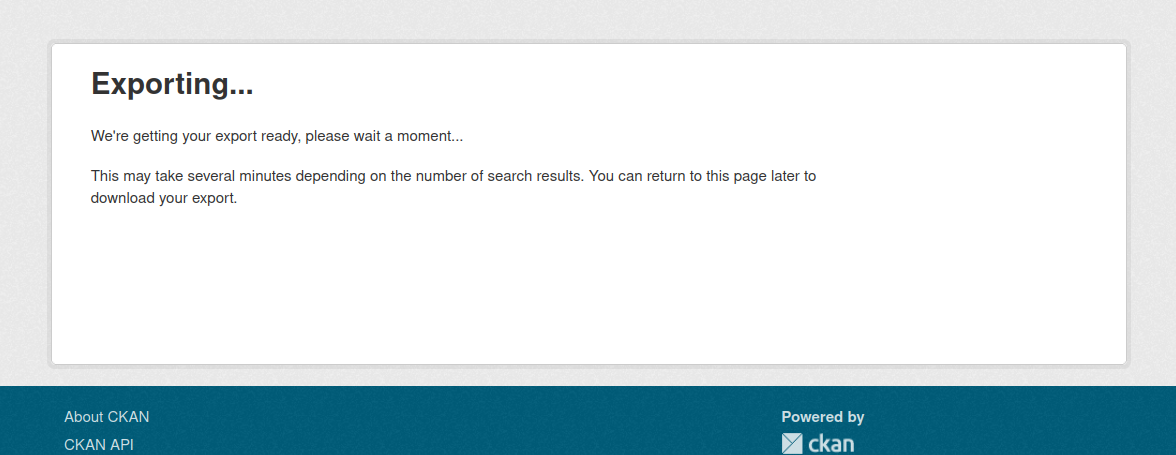 Exporting...
We're getting your export ready, please wait a moment...
This may take several minutes depending on the number of search results. You can return to this page later to
download your export.
About CKAN
CKAN API
Powered by
ckan